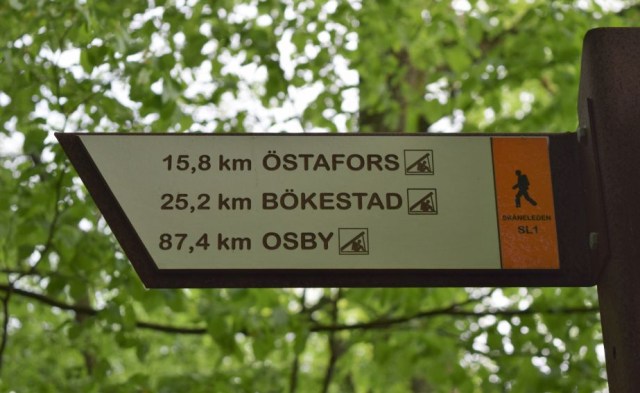 15,8 km ÖSTAFORS
25,2 km BÖKESTAD
87,4 km OSBY
SKÅNELEDEN
SL1